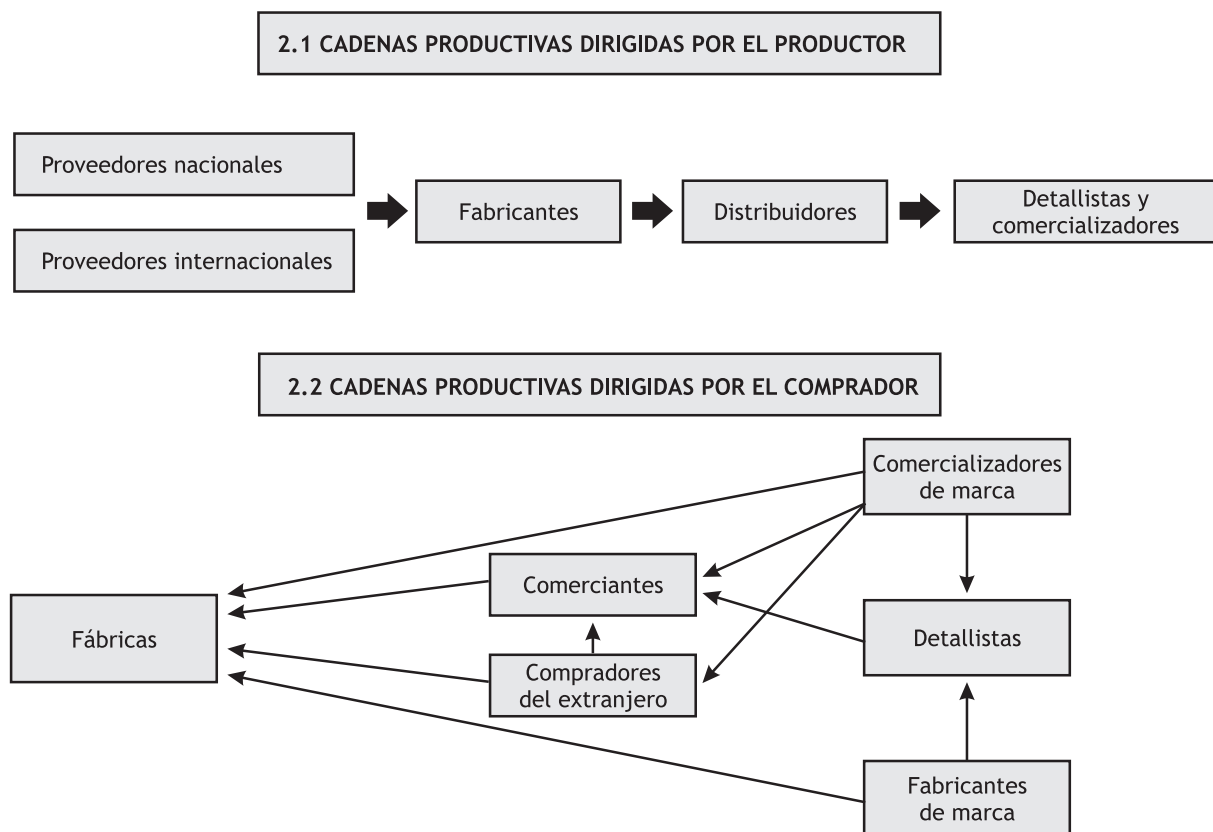 2.1 CADENAS PRODUCTIVAS DIRIGIDAS POR EL PRODUCTOR
Proveedores nacionales
Proveedores internacionales
Fabricantes
Distribuidores
Detallistas y
comercializadores
2.2 CADENAS PRODUCTIVAS DIRIGIDAS POR EL COMPRADOR
Comercializadores
de marca
Comerciantes
Fábricas
Detallistas
Compradores
del extranjero
Fabricantes
de marca